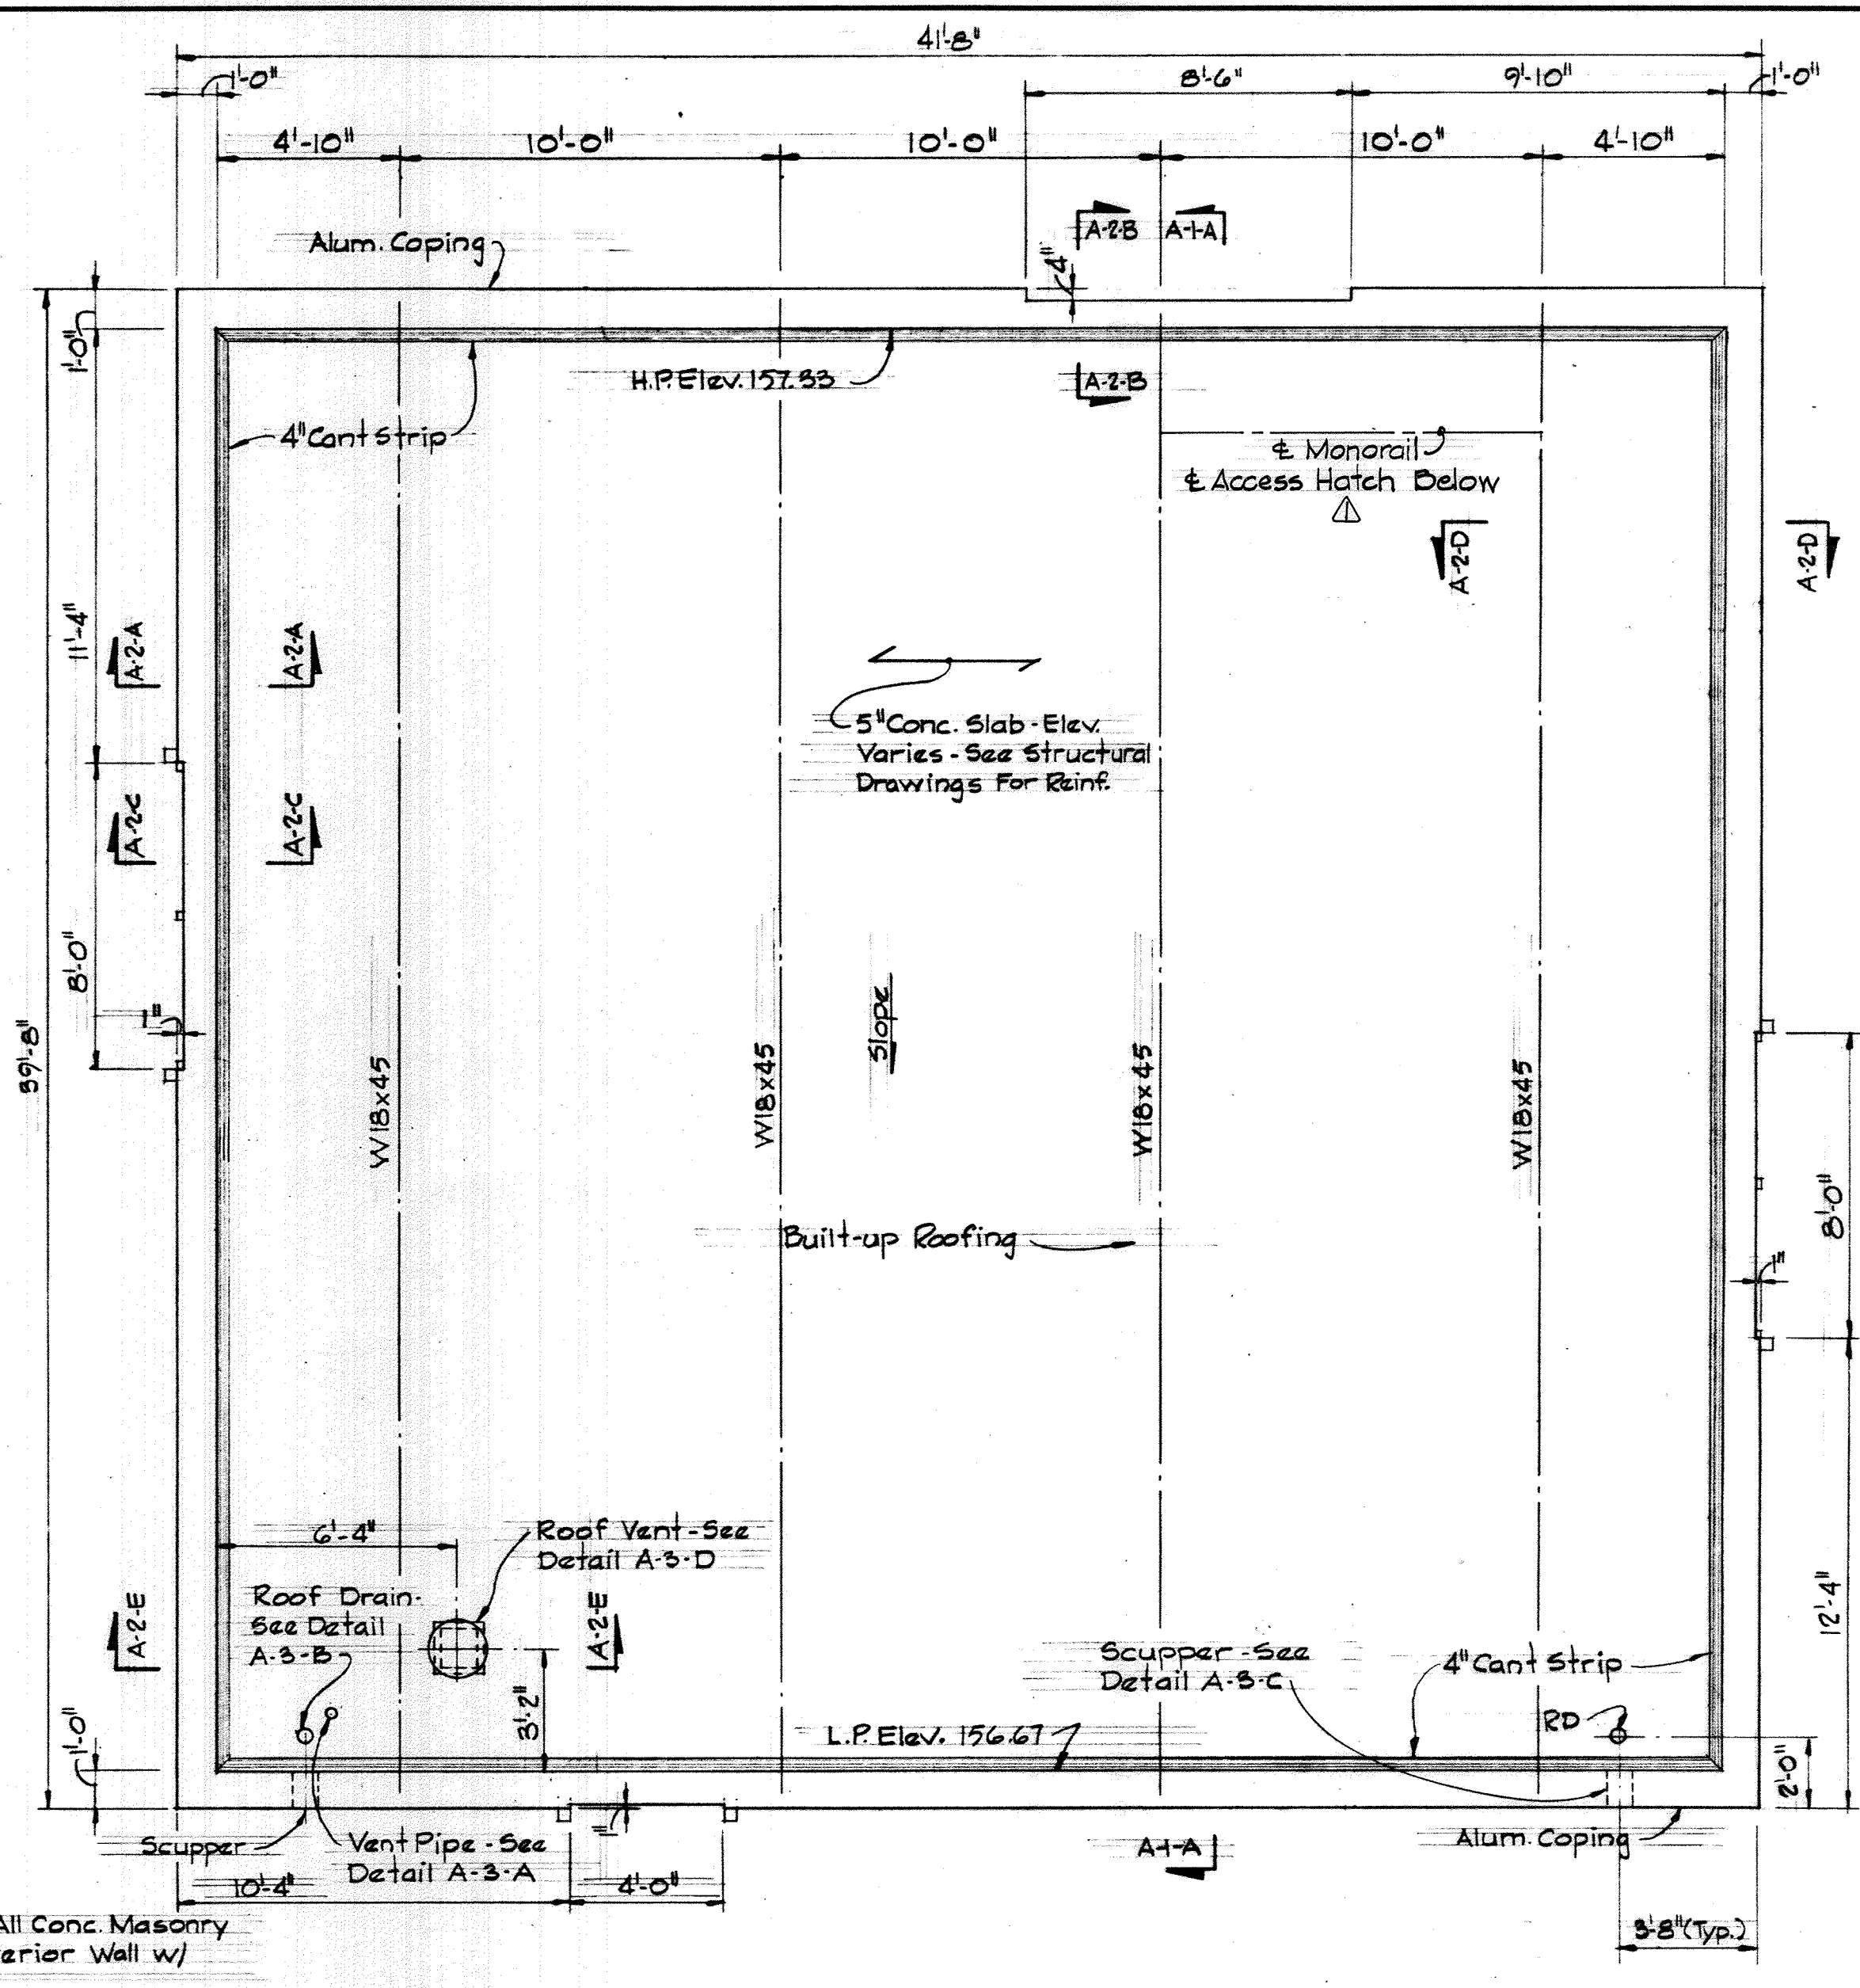 41'-8"
1'-0"
8'-6"
9'-10"
1'-0"
4'-10"
10'-0"
10'-0"
10'-0"
4'-10"
Alum. Coping
A-2-B
A-1-A
4"
1'-0"
H.P. Elev. 157.33
A-2-B
4" Cant Strip
℄ Monorail
℄ Access Hatch Below
1
A-2-D
A-2-D
11'-4"
A-2-A
A-2-A
5" Conc. Slab - Elev.
Varies - See Structural
Drawings For Reinf.
A-2-C
A-2-C
8'-0"
1"
39'-8"
Slope
W18x45
W18x45
W18x45
W18x45
8'-0"
Built-up Roofing
1"
6'-4"
Roof Vent - See
Detail A-3-D
Roof Drain -
See Detail
A-3-B
A-2-E
A-2-E
12'-4"
Scupper - See
Detail A-3-C
4" Cant Strip
3'-2"
1'-0"
L.P. Elev. 156.67
RD
2'-0"
Scupper
Vent Pipe - See
Detail A-3-A
1"
A-1-A
Alum. Coping
10'-4"
4'-0"
All Conc. Masonry
erior Wall w/
3'-8" (Typ.)